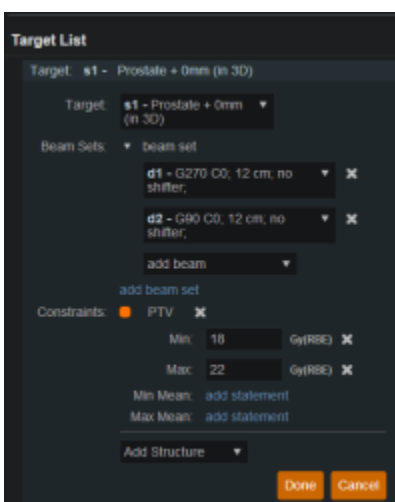 Target List
Target: s1 - Prostate + 0mm (in 3D)
Target: s1 - Prostate + 0mm
(in 3D)
Beam Sets: beam set
d1 - G270 C0; 12 cm; no
shifter;
d2 - G90 C0; 12 cm; no
shifter;
add beam
add beam set
Constraints: PTV
Min: 18 Gy(RBE)
Max: 22 Gy(RBE)
Min Mean: add statement
Max Mean: add statement
Add Structure
Done Cancel